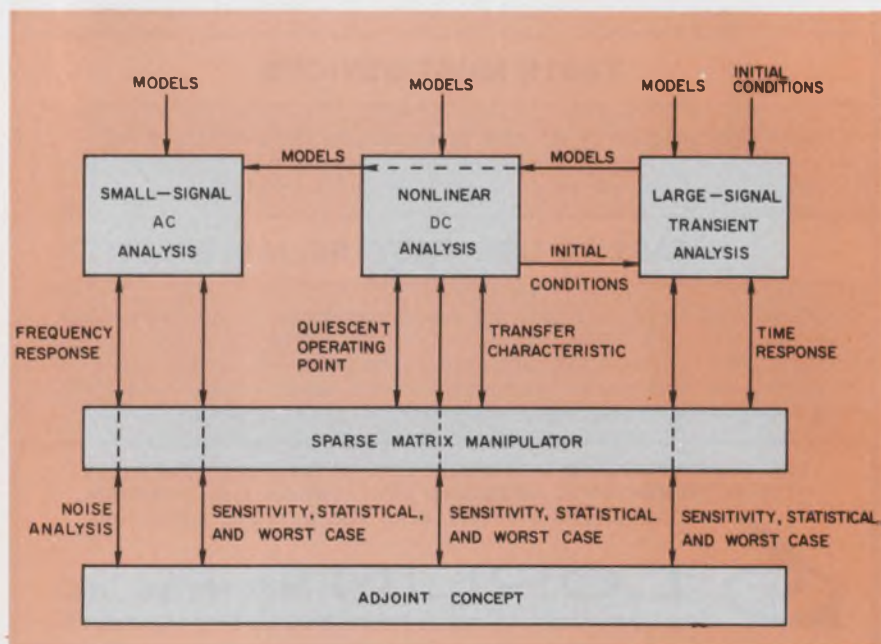 MODELS
MODELS
MODELS
INITIAL
CONDITIONS
MODELS
MODELS
SMALL-SIGNAL
AC
ANALYSIS
NONLINEAR
DC
ANALYSIS
LARGE-SIGNAL
TRANSIENT
ANALYSIS
INITIAL
CONDITIONS
FREQUENCY
RESPONSE
QUIESCENT
OPERATING
POINT
TRANSFER
CHARACTERISTIC
TIME
RESPONSE
SPARSE MATRIX MANIPULATOR
NOISE
ANALYSIS
SENSITIVITY, STATISTICAL,
AND WORST CASE
SENSITIVITY, STATISTICAL
AND WORST CASE
SENSITIVITY, STATISTICAL
AND WORST CASE
ADJOINT CONCEPT